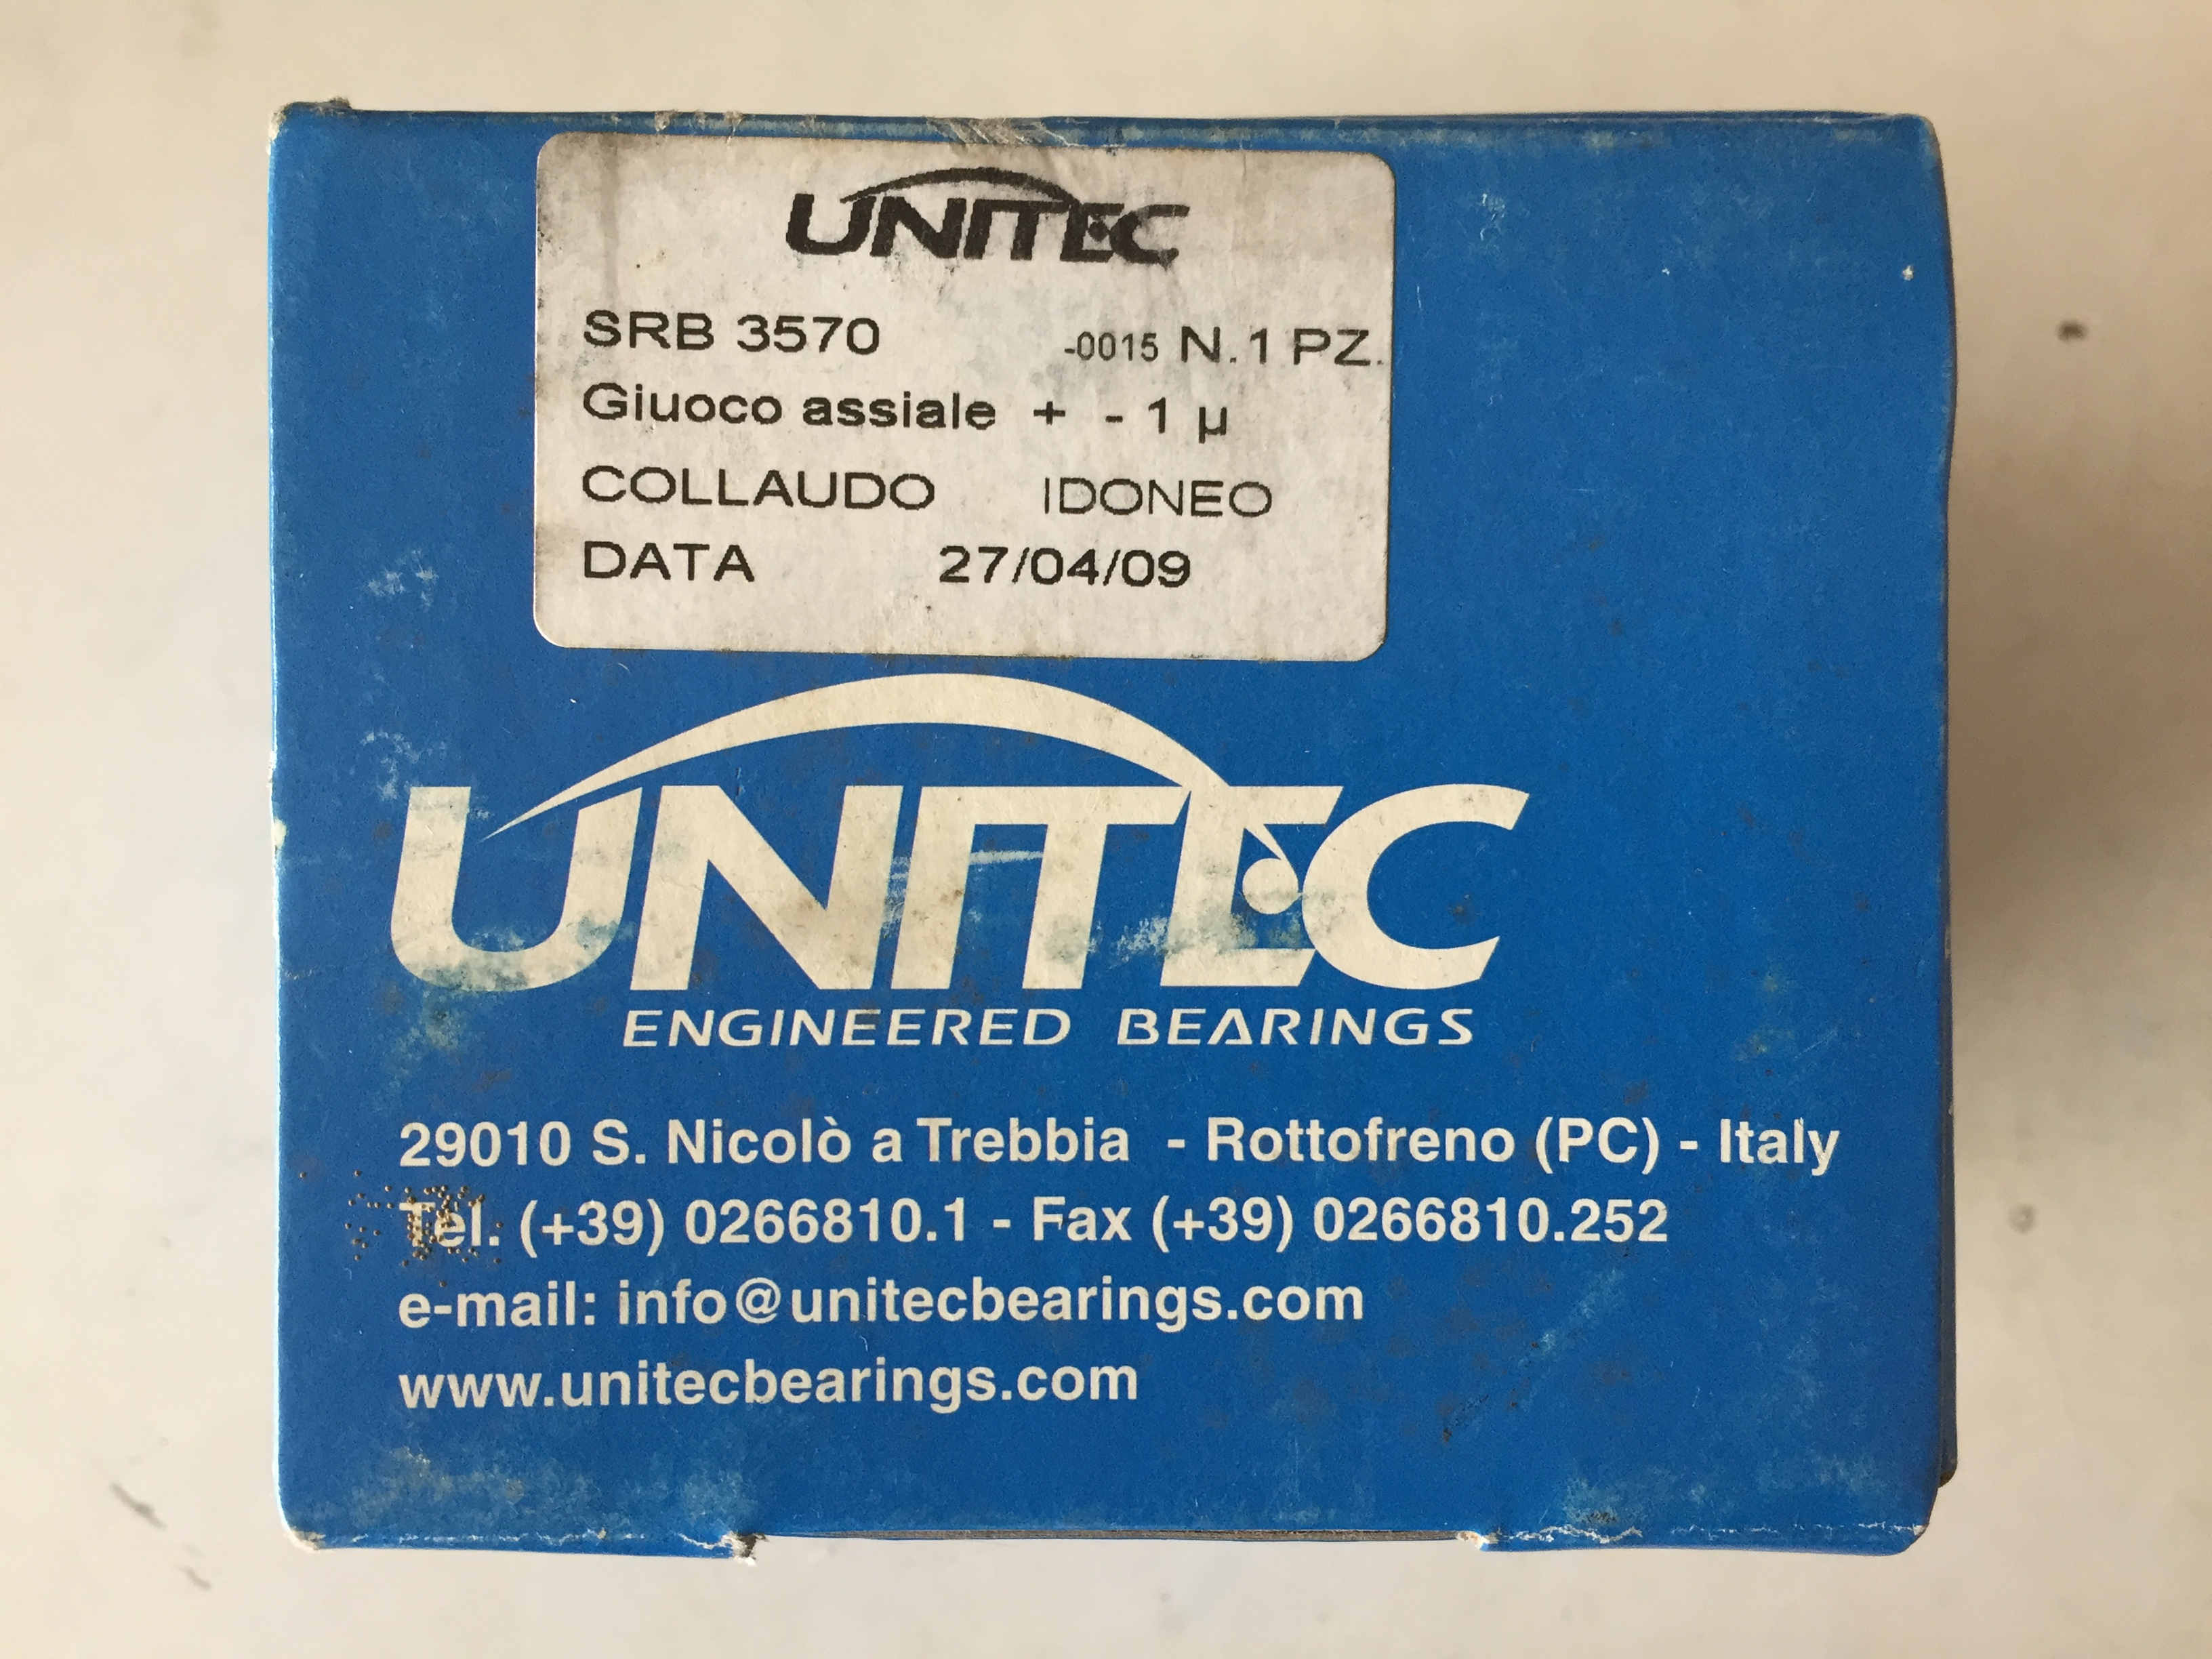 UNITEC
SRB 3570 -0015 N.1 PZ.
Giuoco assiale + - 1 µ
COLLAUDO IDONEO
DATA 27/04/09
UNITEC
ENGINEERED BEARINGS
29010 S. Nicolò a Trebbia - Rottofreno (PC) - Italy
Tel. (+39) 0266810.1 - Fax (+39) 0266810.252
e-mail: info@unitecbearings.com
www.unitecbearings.com